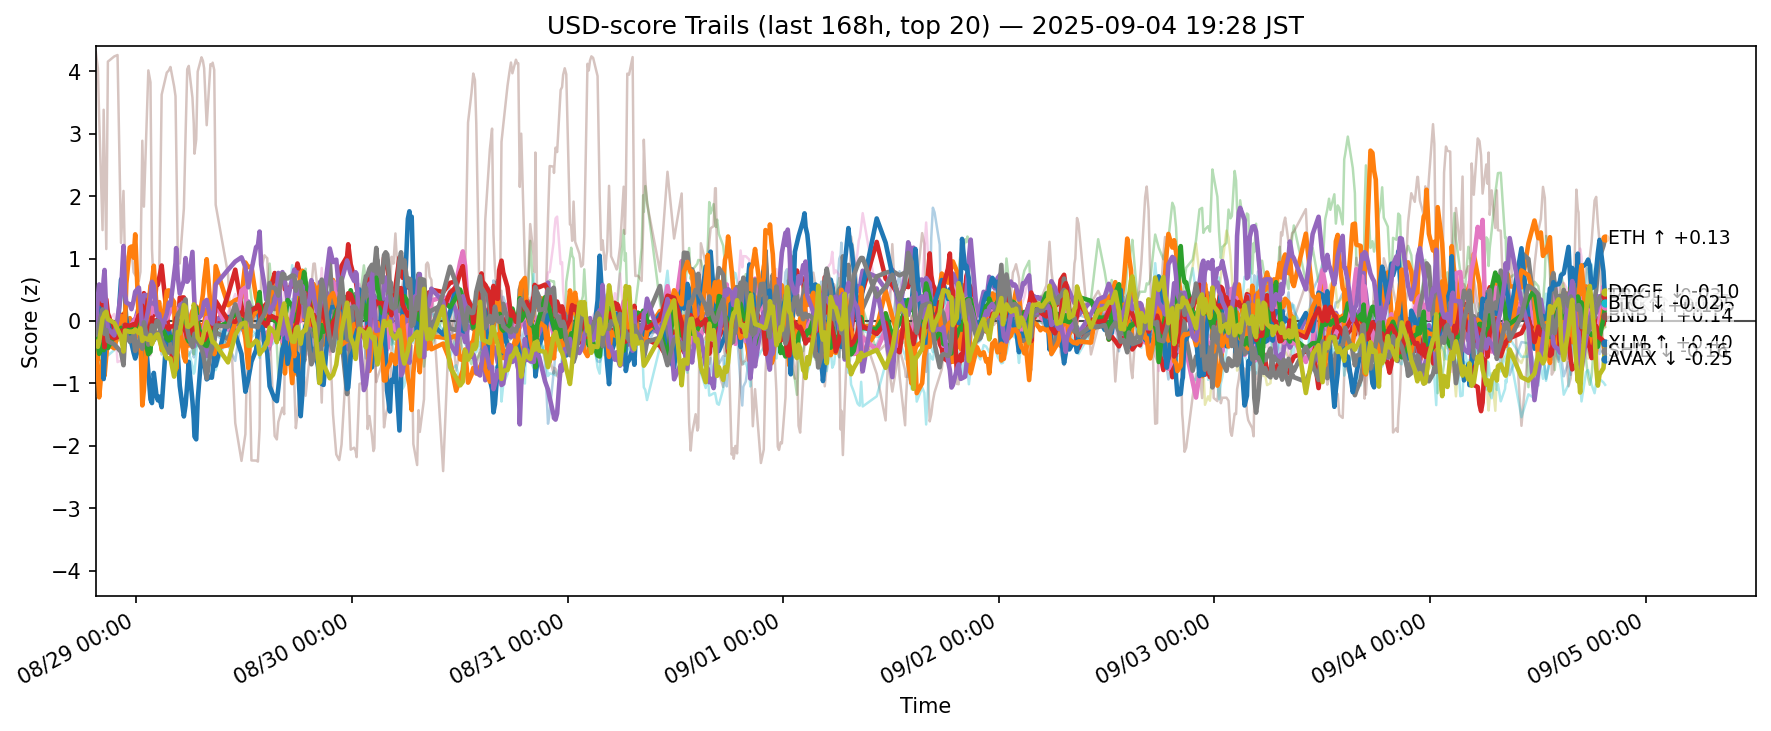 USD-score Trails (last 168h, top 20) — 2025-09-04 19:28 JST
Score (z)
4
3
2
1
0
−1
−2
−3
−4
ETH ↑ +0.13
DOGE ↓ -0.10
BTC ↓ -0.02
BNB ↑ +0.14
XLM ↑ +0.40
AVAX ↓ -0.25
08/29 00:00
08/30 00:00
08/31 00:00
09/01 00:00
09/02 00:00
09/03 00:00
09/04 00:00
09/05 00:00
Time